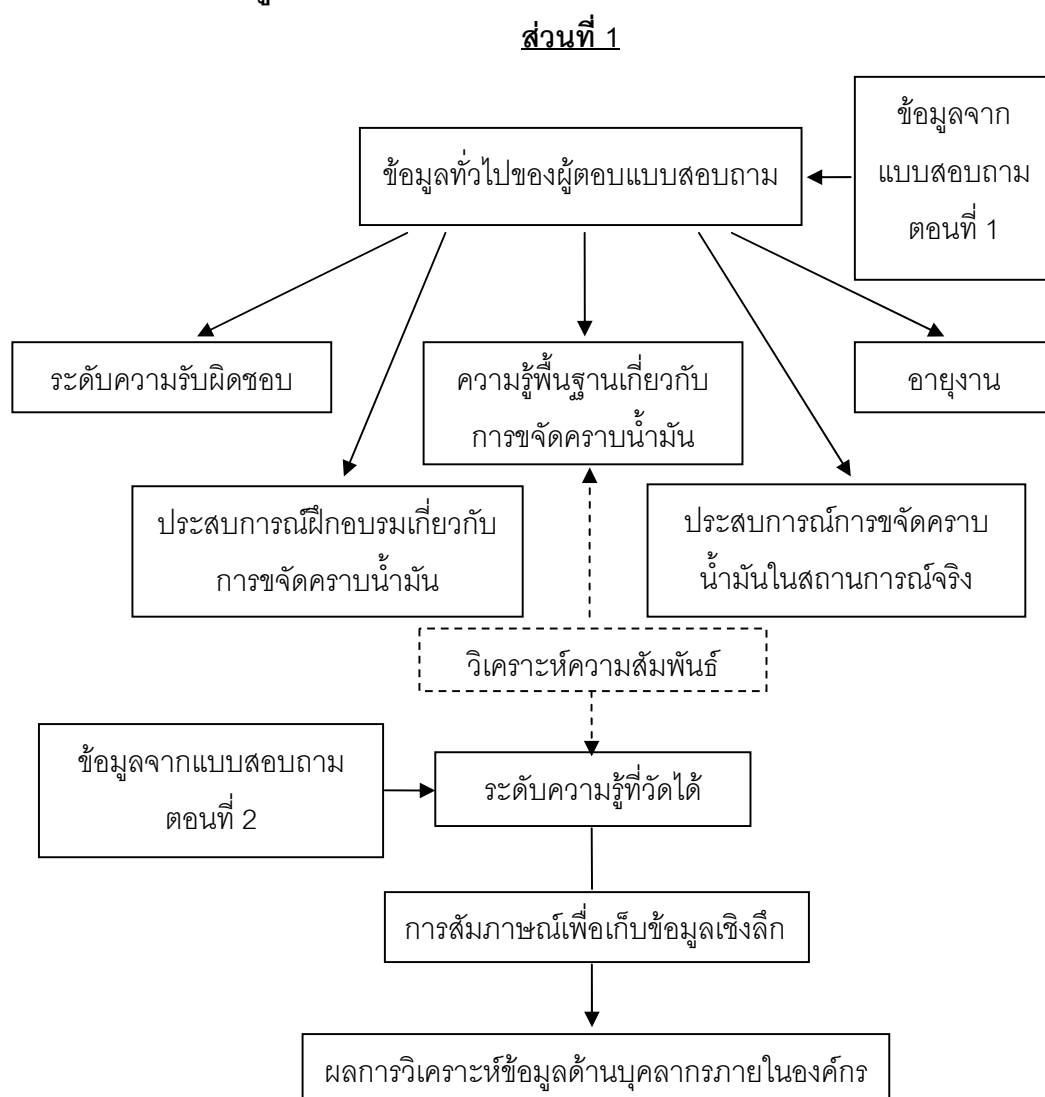 ส่วนที่ 1
ข้อมูลจาก
แบบสอบถาม
ตอนที่ 1
ข้อมูลทั่วไปของผู้ตอบแบบสอบถาม
ระดับความรับผิดชอบ
ความรู้พื้นฐานเกี่ยวกับ
การขจัดคราบน้ำมัน
อายุงาน
ประสบการณ์ฝึกอบรมเกี่ยวกับ
การขจัดคราบน้ำมัน
ประสบการณ์การขจัดคราบ
น้ำมันในสถานการณ์จริง
วิเคราะห์ความสัมพันธ์
ข้อมูลจากแบบสอบถาม
ตอนที่ 2
ระดับความรู้ที่วัดได้
การสัมภาษณ์เพื่อเก็บข้อมูลเชิงลึก
ผลการวิเคราะห์ข้อมูลด้านบุคลากรภายในองค์กร